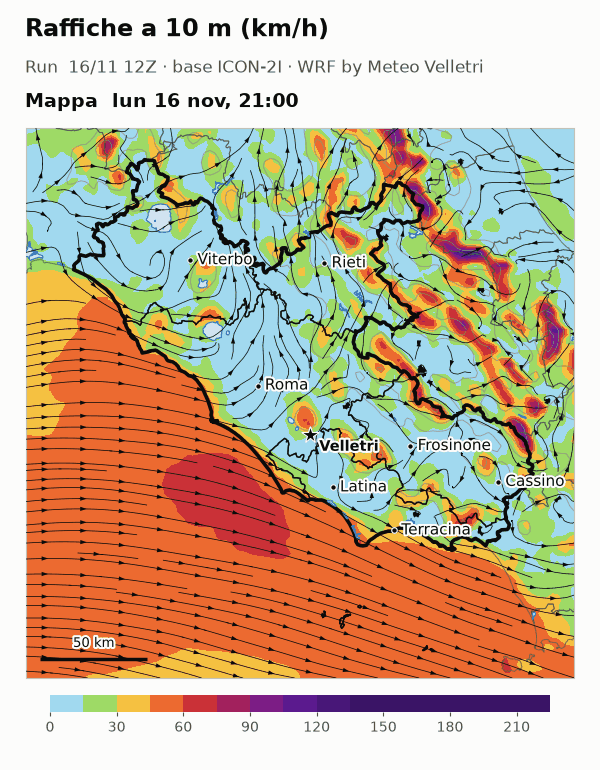 Raffiche a 10 m (km/h)
Run  16/11 12Z · base ICON-2I · WRF by Meteo Velletri
Mappa  lun 16 nov, 21:00
Viterbo
Rieti
Roma
Velletri
Frosinone
Cassino
Latina
Terracina
50 km
0 30 60 90 120 150 180 210